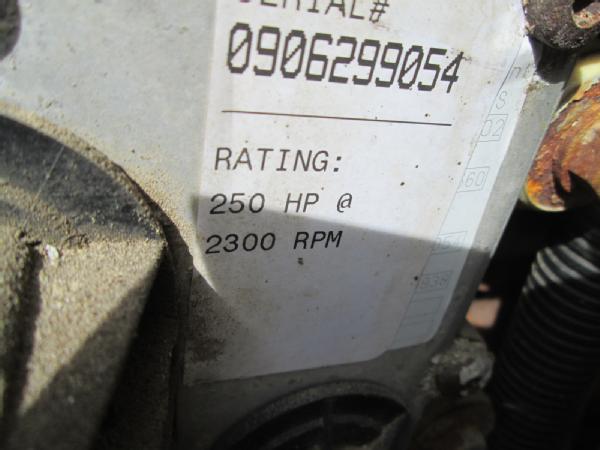 SERIAL#
0906299054
RATING:
250 HP @
2300 RPM